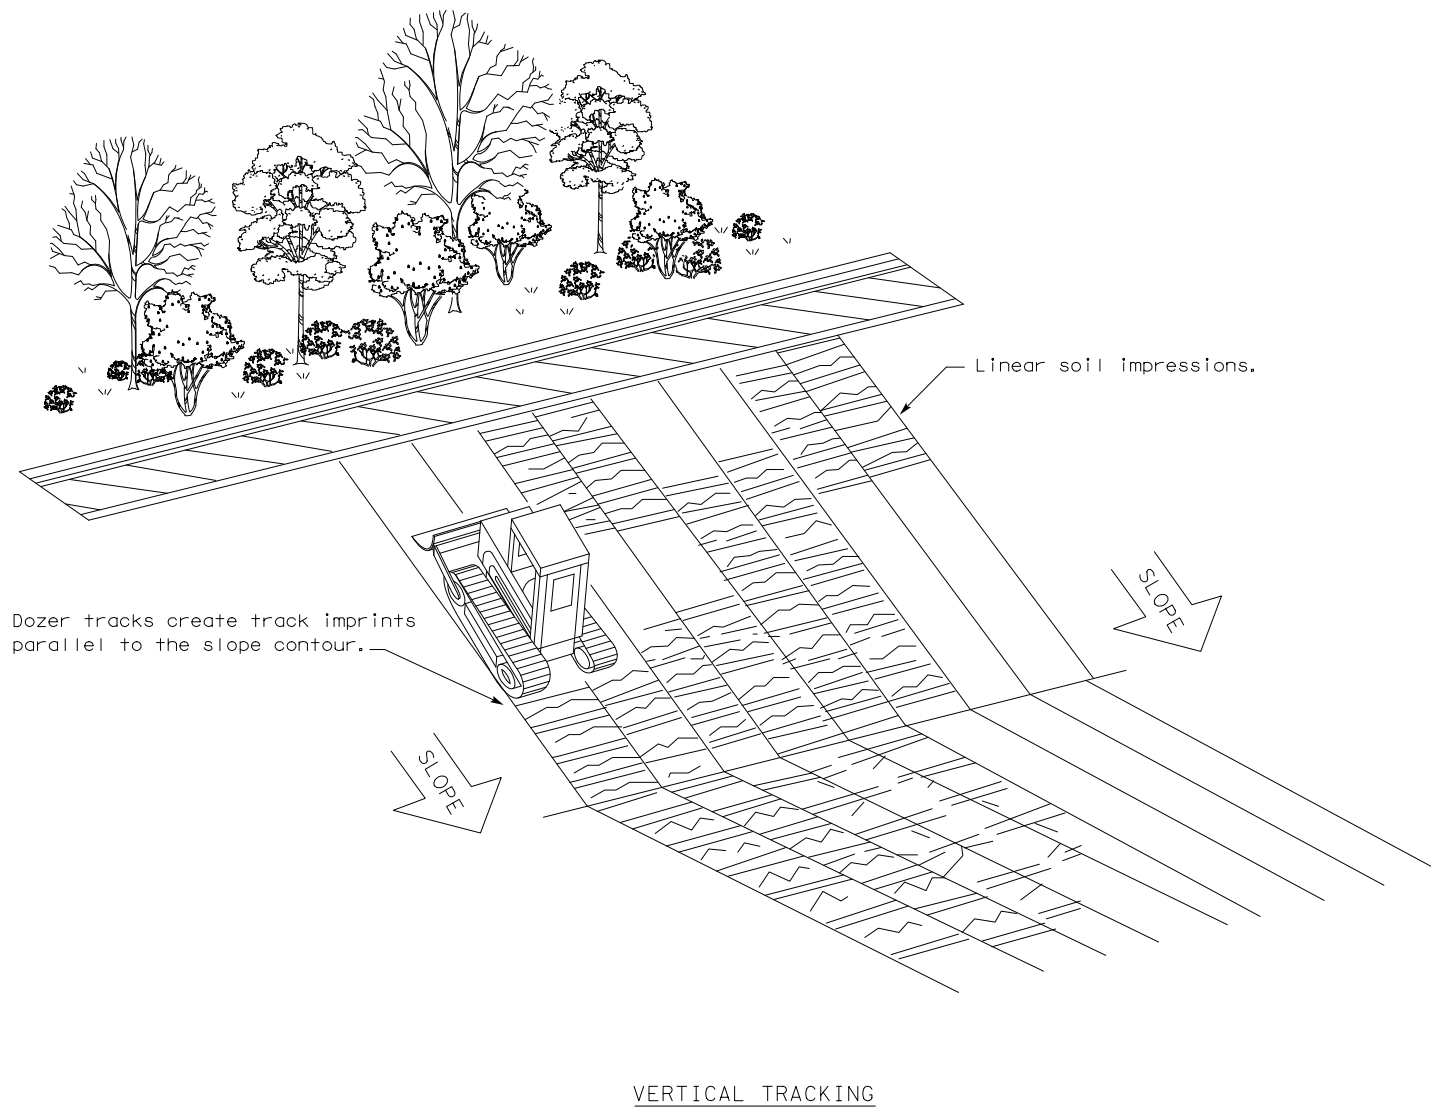 Linear soil impressions.
SLOPE
Dozer tracks create track imprints
parallel to the slope contour.
SLOPE
VERTICAL TRACKING